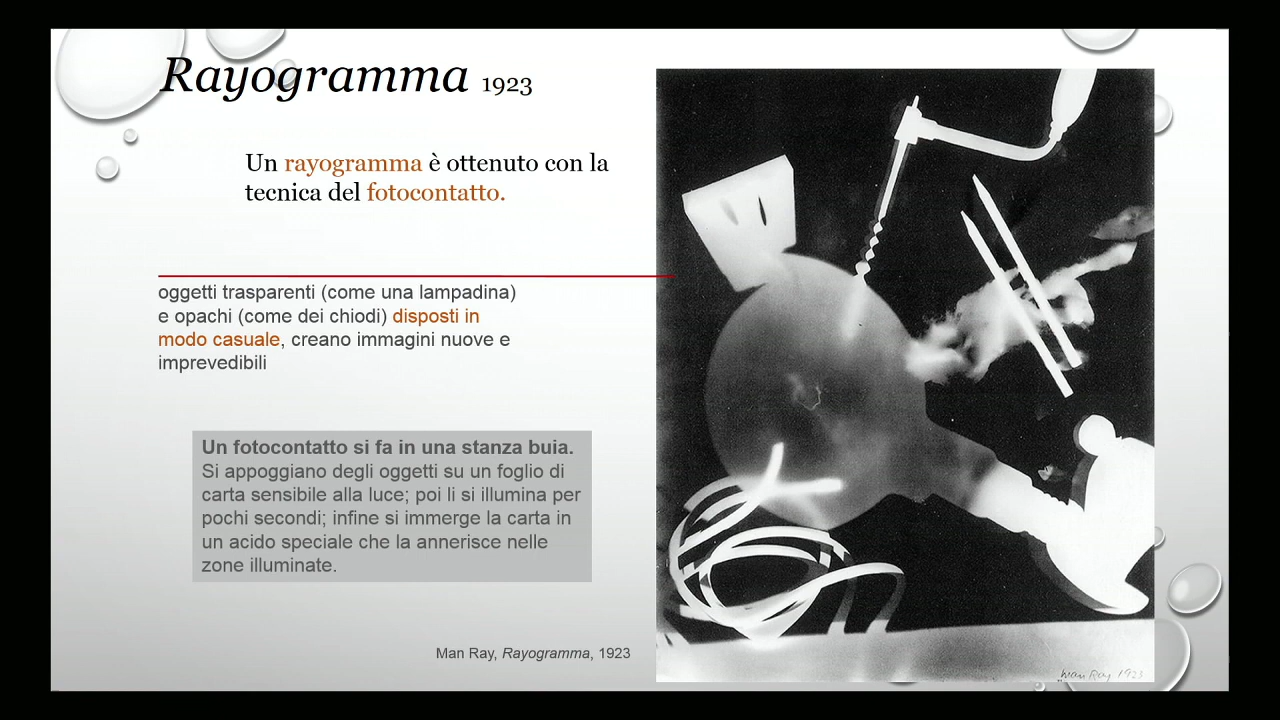 Rayogramma 1923
Un rayogramma è ottenuto con la
tecnica del fotocontatto.
oggetti trasparenti (come una lampadina)
e opachi (come dei chiodi) disposti in
modo casuale, creano immagini nuove e
imprevedibili
Un fotocontatto si fa in una stanza buia.
Si appoggiano degli oggetti su un foglio di
carta sensibile alla luce; poi li si illumina per
pochi secondi; infine si immerge la carta in
un acido speciale che la annerisce nelle
zone illuminate.
Man Ray, Rayogramma, 1923
Man Ray 1923